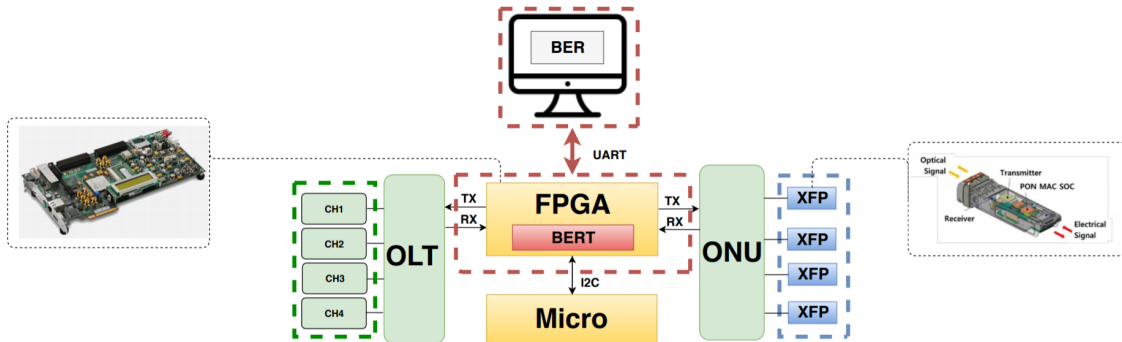 BER
UART
FPGA
BERT
TX
RX
TX
RX
CH1
CH2
CH3
CH4
OLT
ONU
XFP
XFP
XFP
XFP
I2C
Micro
Optical
Signal
Transmitter
PON MAC SOC
Receiver
Electrical
Signal